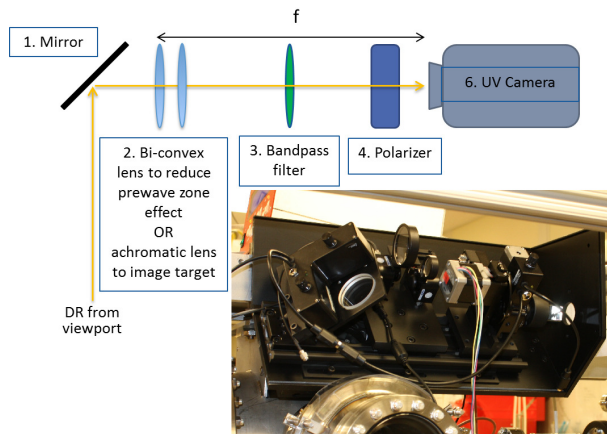 f
1. Mirror
6. UV Camera
2. Bi-convex
lens to reduce
prewave zone
effect
OR
achromatic lens
to image target
3. Bandpass
filter
4. Polarizer
DR from
viewport